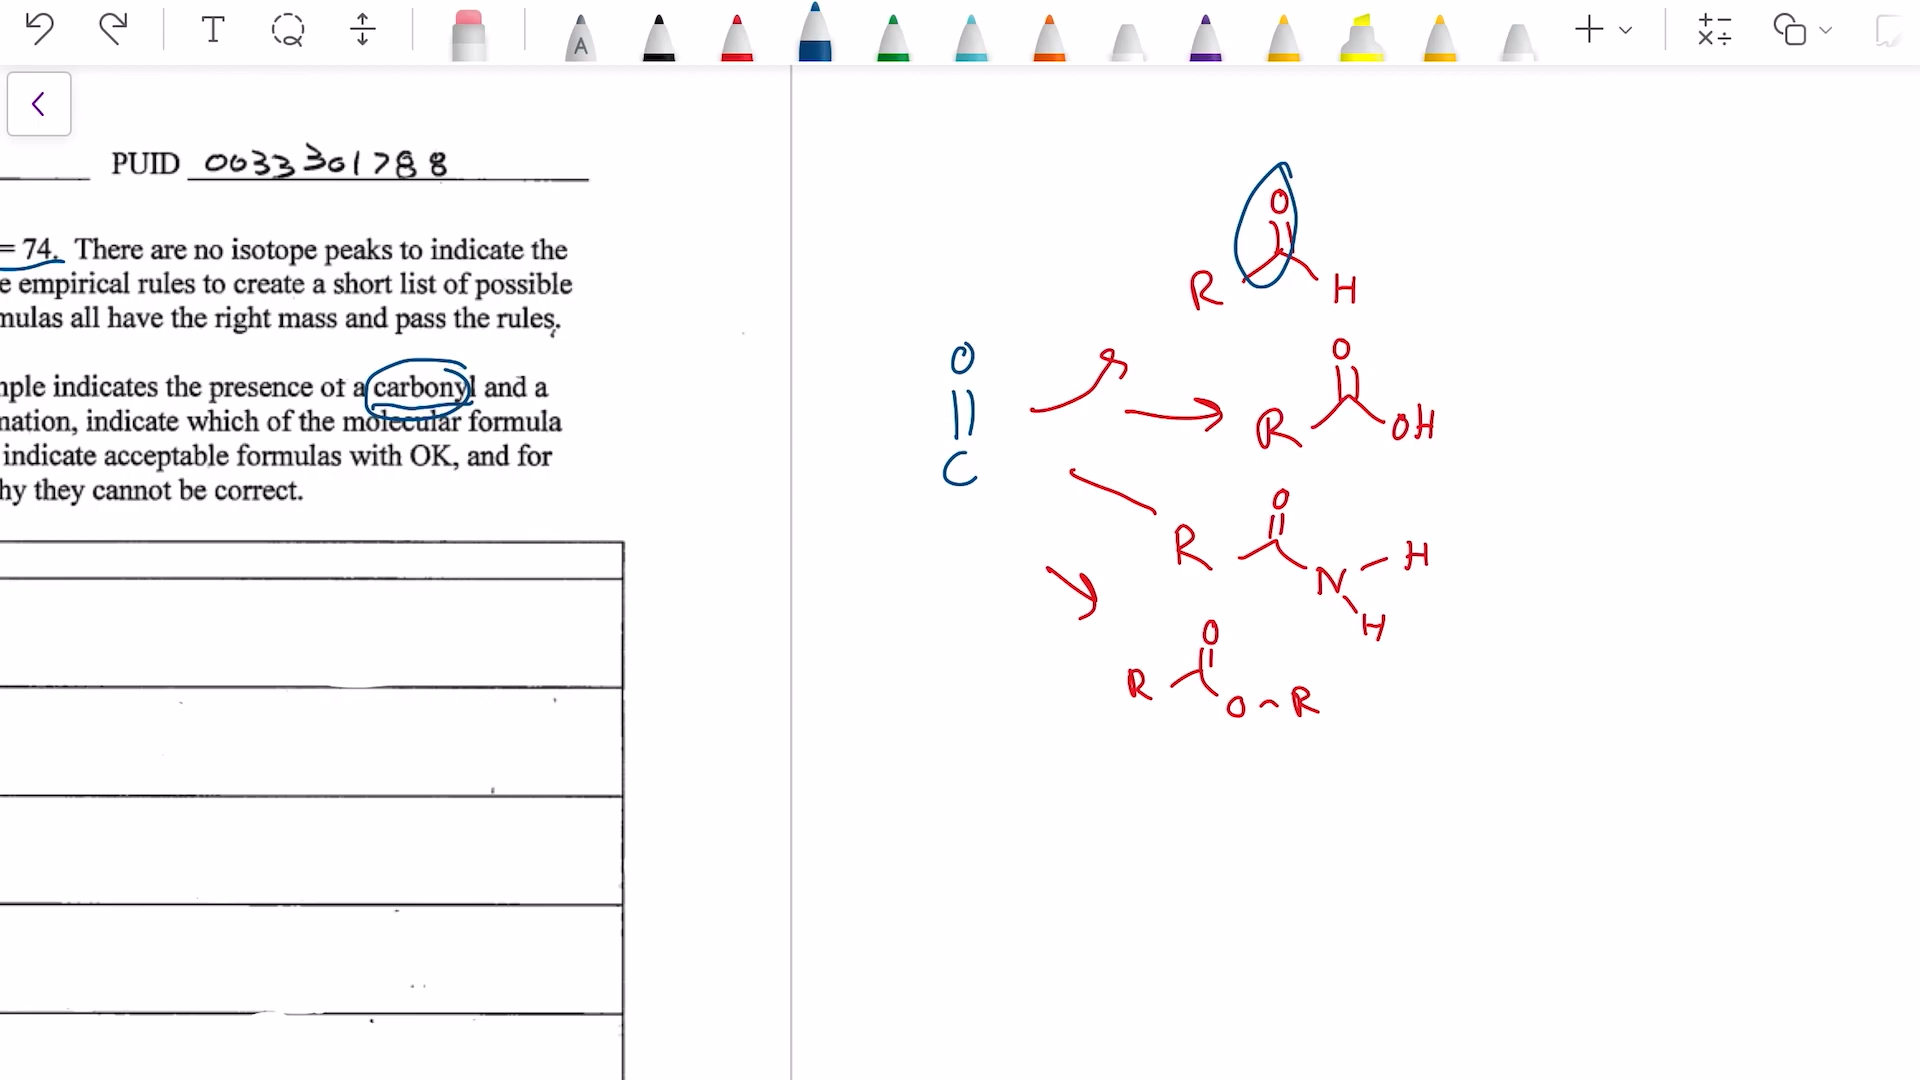 T
A
PUID 0033301788
= 74. There are no isotope peaks to indicate the
e empirical rules to create a short list of possible
mulas all have the right mass and pass the rules.
mple indicates the presence of a carbonyl and a
mation, indicate which of the molecular formula
indicate acceptable formulas with OK, and for
hy they cannot be correct.
O
R H
O
C
O
R OH
O
R N H
H
O
R O R